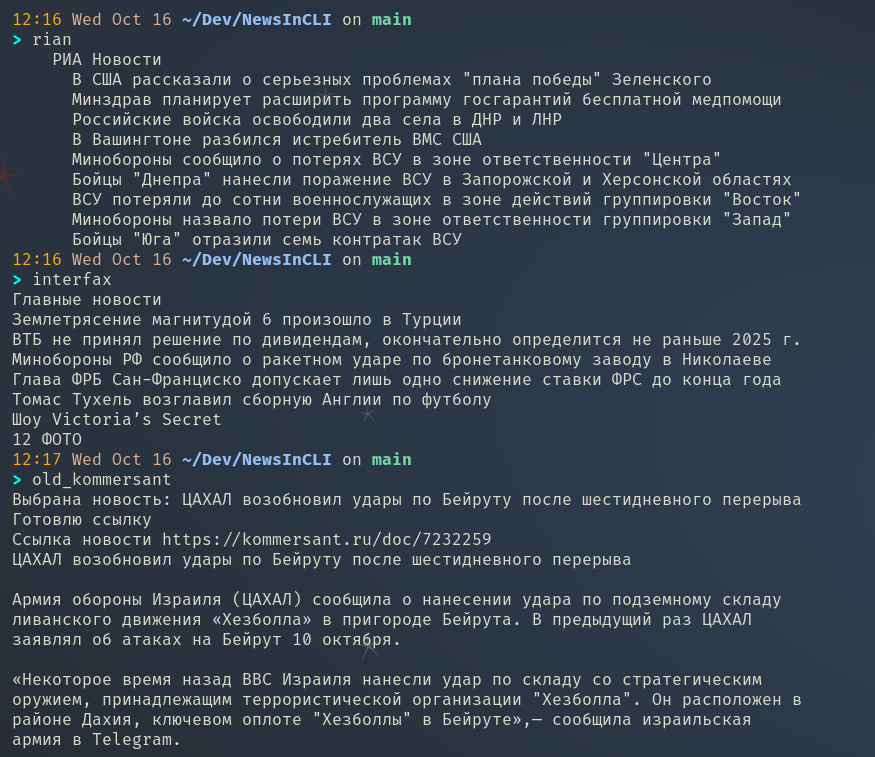 12:16 Wed Oct 16 ~/Dev/NewsInCLI on main
> rian
РИА Новости
В США рассказали о серьезных проблемах "плана победы" Зеленского
Минздрав планирует расширить программу госгарантий бесплатной медпомощи
Российские войска освободили два села в ДНР и ЛНР
В Вашингтоне разбился истребитель ВМС США
Минобороны сообщило о потерях ВСУ в зоне ответственности "Центра"
Бойцы "Днепра" нанесли поражение ВСУ в Запорожской и Херсонской областях
ВСУ потеряли до сотни военнослужащих в зоне действий группировки "Восток"
Минобороны назвало потери ВСУ в зоне ответственности группировки "Запад"
Бойцы "Юга" отразили семь контратак ВСУ
12:16 Wed Oct 16 ~/Dev/NewsInCLI on main
> interfax
Главные новости
Землетрясение магнитудой 6 произошло в Турции
ВТБ не принял решение по дивидендам, окончательно определится не раньше 2025 г.
Минобороны РФ сообщило о ракетном ударе по бронетанковому заводу в Николаеве
Глава ФРБ Сан-Франциско допускает лишь одно снижение ставки ФРС до конца года
Томас Тухель возглавил сборную Англии по футболу
Шоу Victoria’s Secret
12 ФОТО
12:17 Wed Oct 16 ~/Dev/NewsInCLI on main
> old_kommersant
Выбрана новость: ЦАХАЛ возобновил удары по Бейруту после шестидневного перерыва
Готовлю ссылку
Ссылка новости https://kommersant.ru/doc/7232259
ЦАХАЛ возобновил удары по Бейруту после шестидневного перерыва

Армия обороны Израиля (ЦАХАЛ) сообщила о нанесении удара по подземному складу
ливанского движения «Хезболла» в пригороде Бейрута. В предыдущий раз ЦАХАЛ
заявлял об атаках на Бейрут 10 октября.

«Некоторое время назад ВВС Израиля нанесли удар по складу со стратегическим
оружием, принадлежащим террористической организации "Хезболла". Он расположен в
районе Дахия, ключевом оплоте "Хезболлы" в Бейруте»,— сообщила израильская
армия в Telegram.